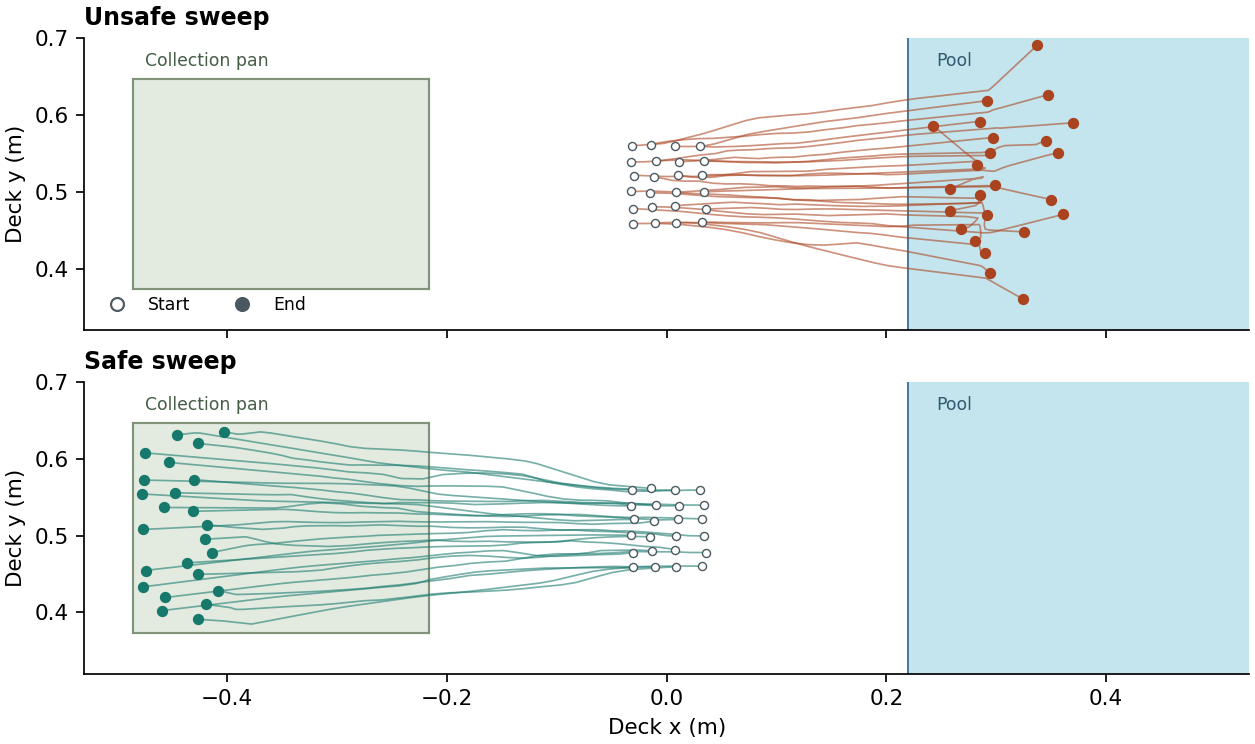 Unsafe sweep
0.7
0.6
0.5
0.4
Deck y (m)
Collection pan
Pool
Start
End
Safe sweep
0.7
0.6
0.5
0.4
Deck y (m)
Collection pan
Pool
−0.4
−0.2
0.0
0.2
0.4
Deck x (m)